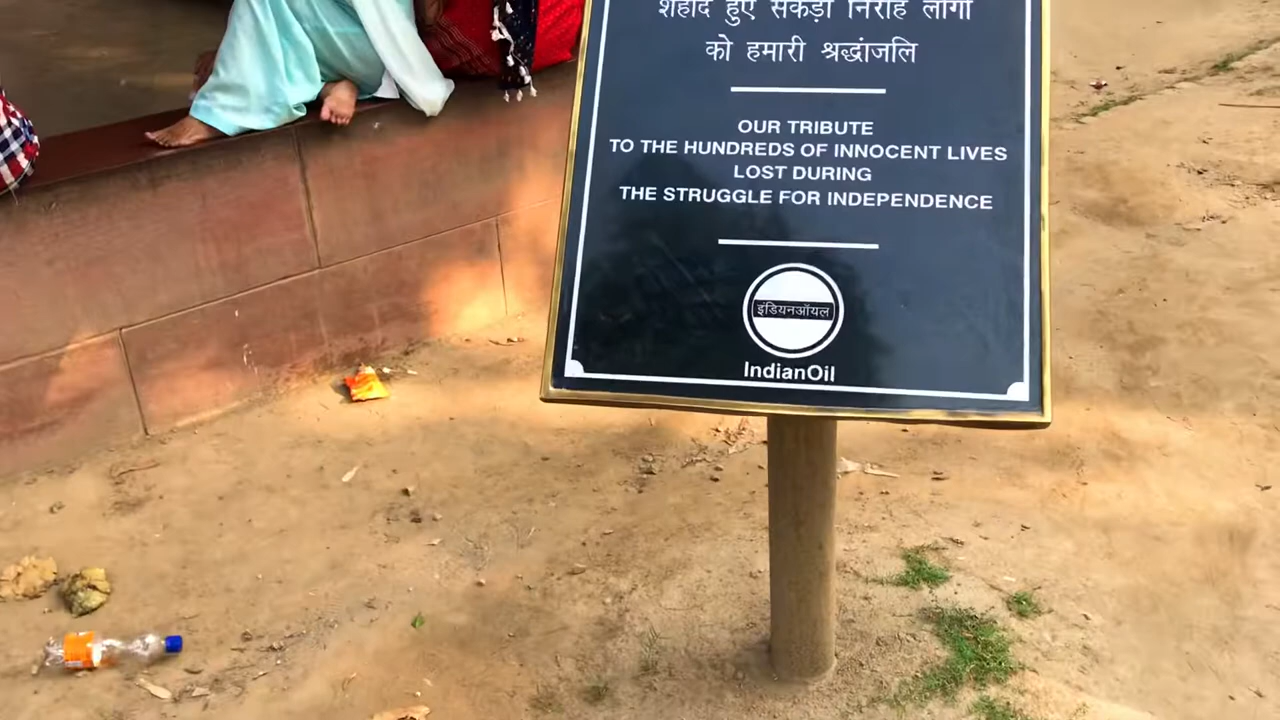 शहीद हुए सैकड़ों निरीह लोगों
को हमारी श्रद्धांजलि
OUR TRIBUTE
TO THE HUNDREDS OF INNOCENT LIVES
LOST DURING
THE STRUGGLE FOR INDEPENDENCE
इंडियनऑयल
IndianOil